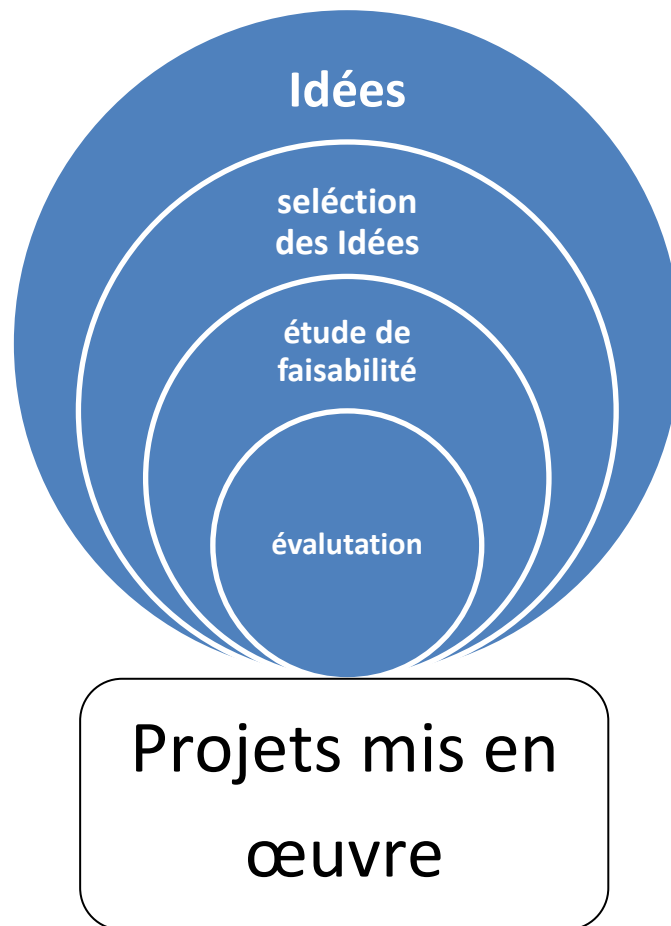 Idées
seléction
des Idées
étude de
faisabilité
évalutation
Projets mis en
œuvre